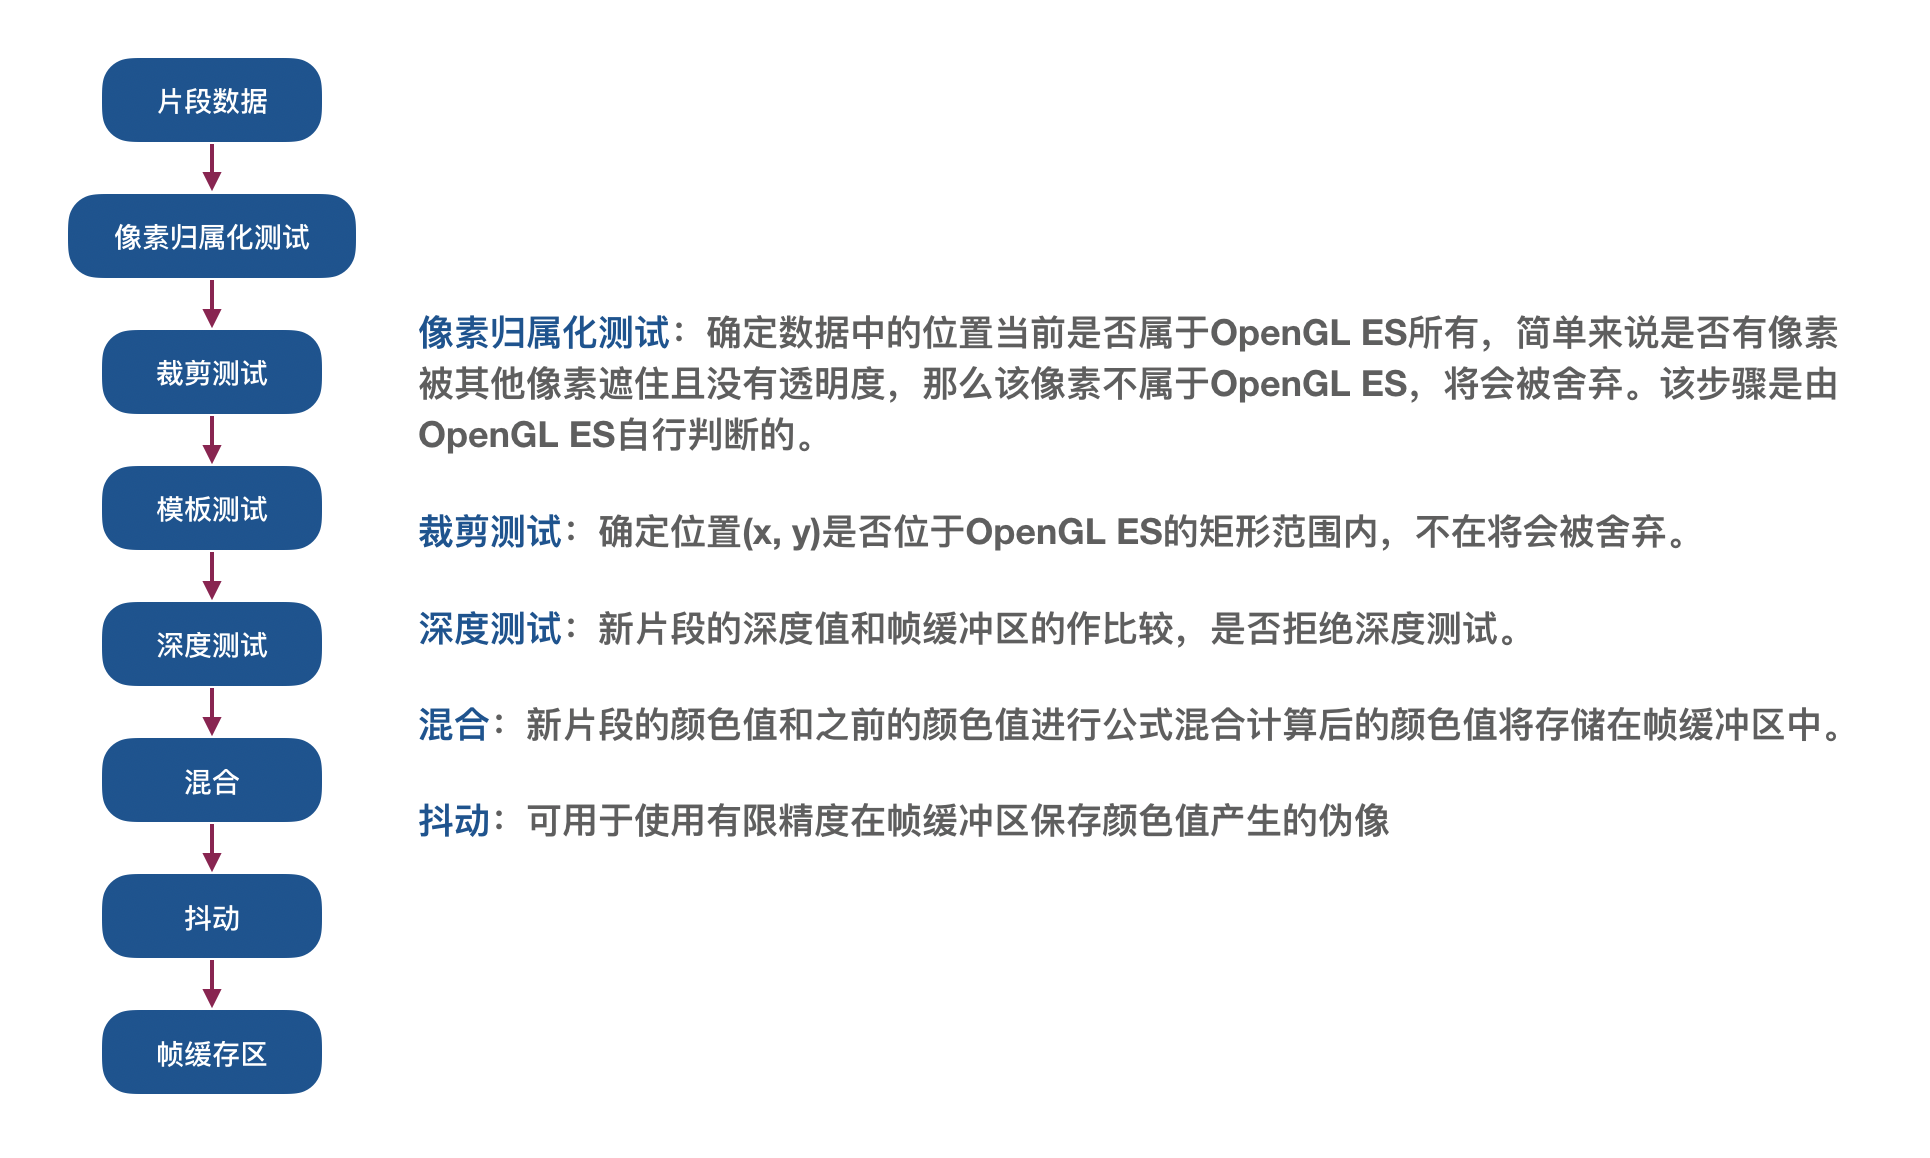 片段数据
像素归属化测试
裁剪测试
模板测试
深度测试
混合
抖动
帧缓存区
像素归属化测试：确定数据中的位置当前是否属于OpenGL ES所有，简单来说是否有像素
被其他像素遮住且没有透明度，那么该像素不属于OpenGL ES，将会被舍弃。该步骤是由
OpenGL ES自行判断的。
裁剪测试：确定位置(x, y)是否位于OpenGL ES的矩形范围内，不在将会被舍弃。
深度测试：新片段的深度值和帧缓冲区的作比较，是否拒绝深度测试。
混合：新片段的颜色值和之前的颜色值进行公式混合计算后的颜色值将存储在帧缓冲区中。
抖动：可用于使用有限精度在帧缓冲区保存颜色值产生的伪像